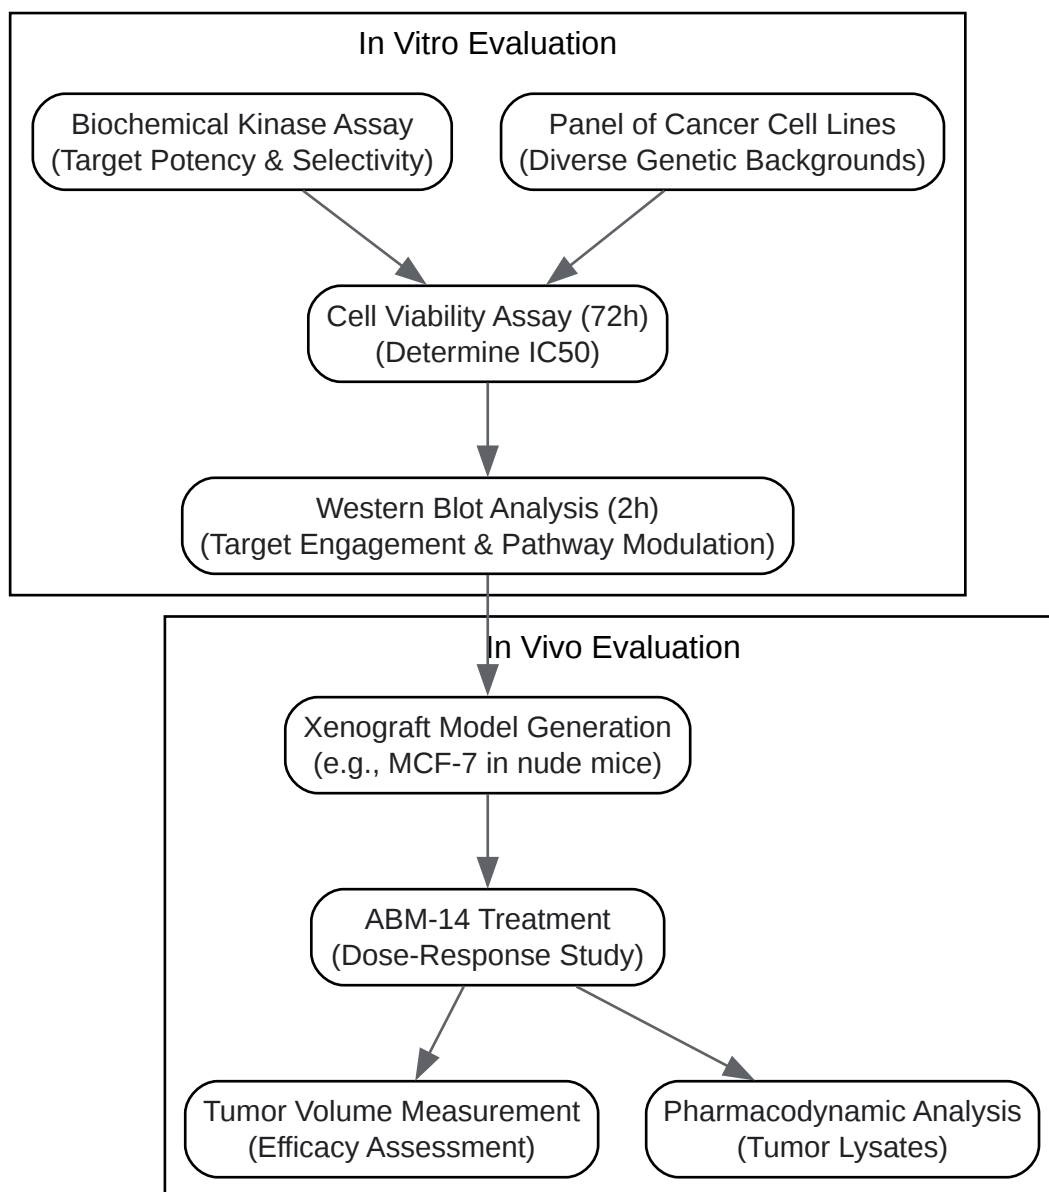 In Vitro Evaluation
Biochemical Kinase Assay
(Target Potency & Selectivity)
Panel of Cancer Cell Lines
(Diverse Genetic Backgrounds)
Cell Viability Assay (72h)
(Determine IC50)
Western Blot Analysis (2h)
(Target Engagement & Pathway Modulation)
In Vivo Evaluation
Xenograft Model Generation
(e.g., MCF-7 in nude mice)
ABM-14 Treatment
(Dose-Response Study)
Tumor Volume Measurement
(Efficacy Assessment)
Pharmacodynamic Analysis
(Tumor Lysates)